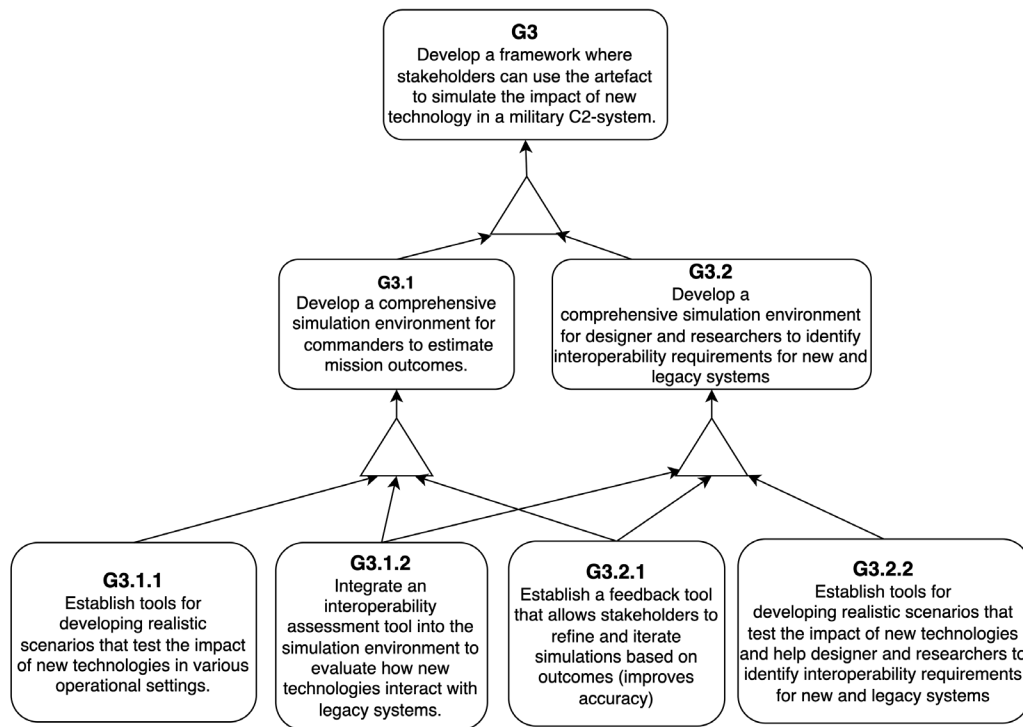 G3
Develop a framework where
stakeholders can use the artefact
to simulate the impact of new
technology in a military C2-system.
G3.1
Develop a comprehensive
simulation environment for
commanders to estimate
mission outcomes.
G3.2
Develop a
comprehensive simulation environment
for designer and researchers to identify
interoperability requirements for new and
legacy systems
G3.1.1
Establish tools for
developing realistic
scenarios that test the impact
of new technologies in various
operational settings.
G3.1.2
Integrate an
interoperability
assessment tool into the
simulation environment to
evaluate how new
technologies interact with
legacy systems.
G3.2.1
Establish a feedback tool
that allows stakeholders to
refine and iterate
simulations based on
outcomes (improves
accuracy)
G3.2.2
Establish tools for
developing realistic scenarios that
test the impact of new technologies
and help designer and researchers to
identify interoperability requirements
for new and legacy systems